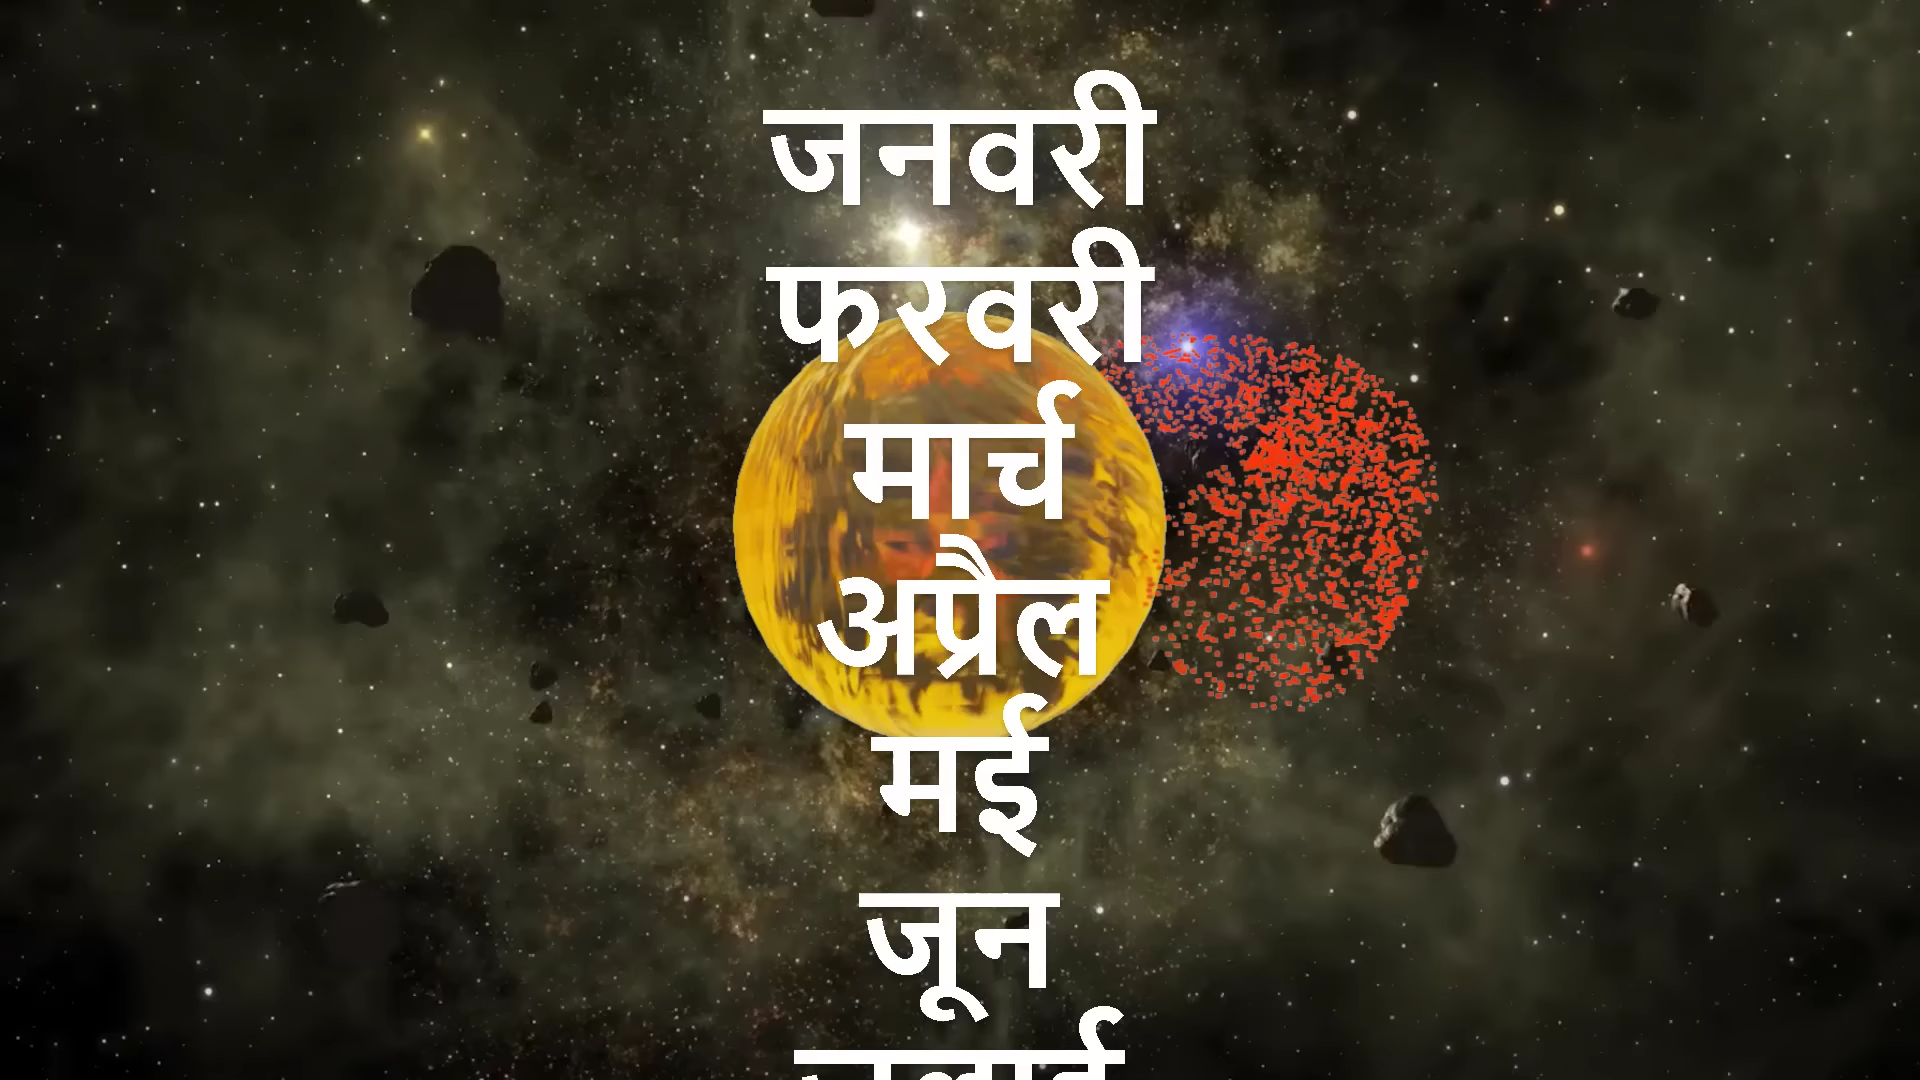 जनवरी
फरवरी
मार्च
अप्रैल
मई
जून